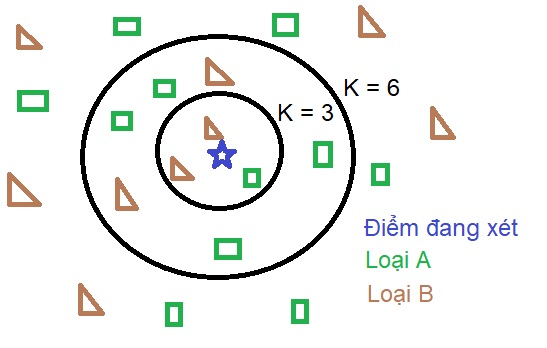 K = 6
K = 3
Điểm đang xét
Loại A
Loại B